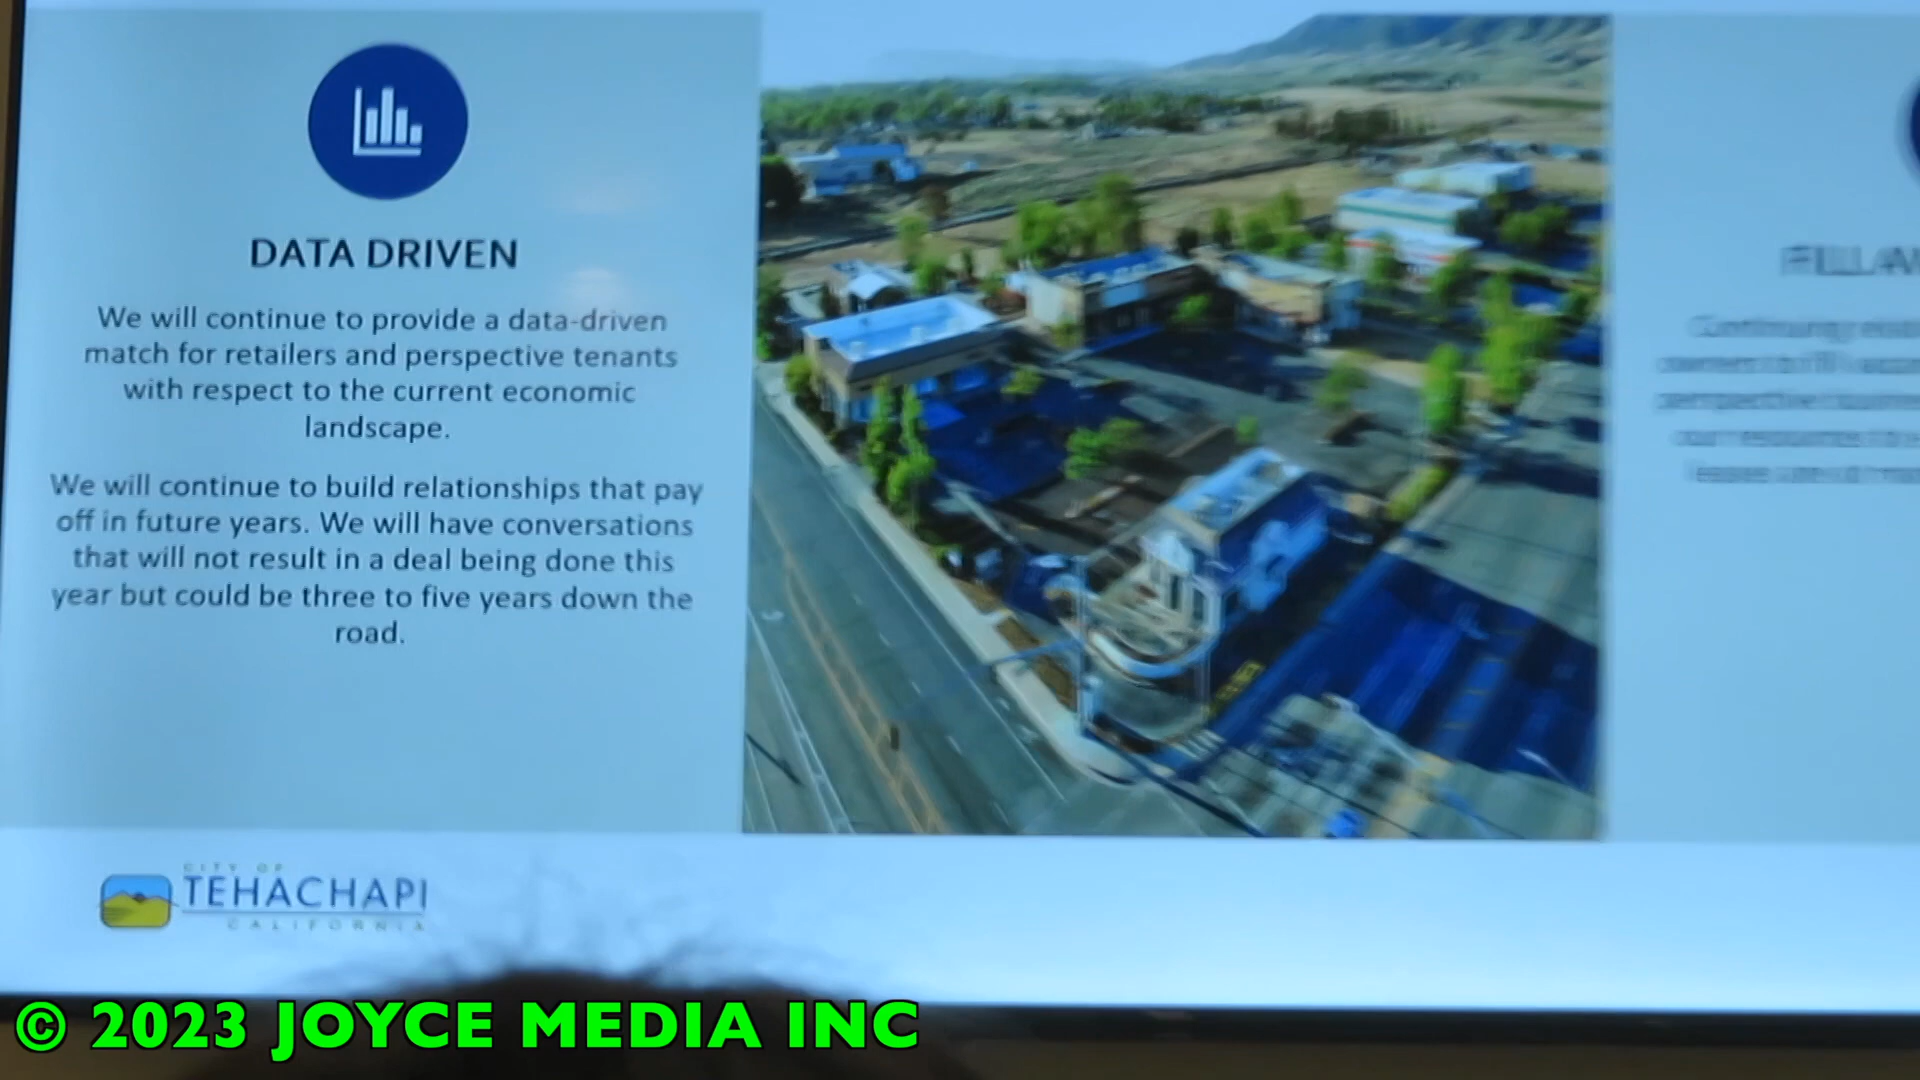 DATA DRIVEN
We will continue to provide a data-driven
match for retailers and perspective tenants
with respect to the current economic
landscape.
We will continue to build relationships that pay
off in future years. We will have conversations
that will not result in a deal being done this
year but could be three to five years down the
road.
CITY OF
TEHACHAPI
CALIFORNIA
© 2023 JOYCE MEDIA INC